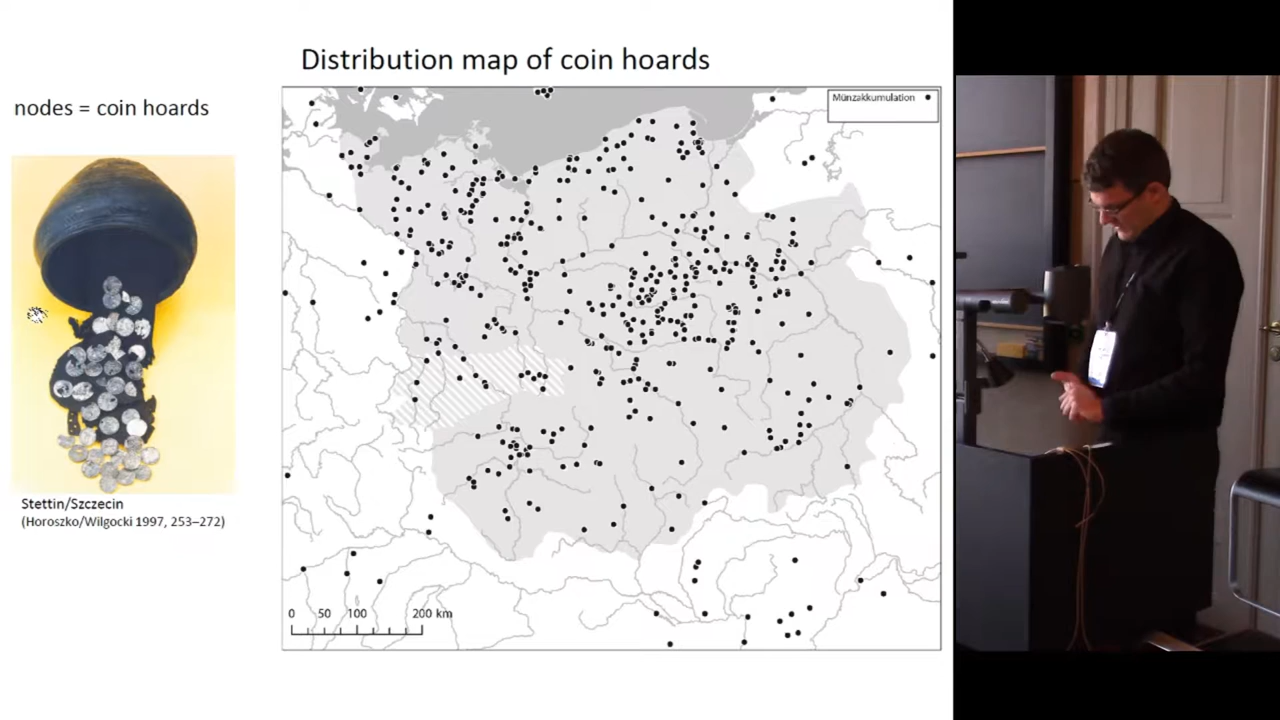 Distribution map of coin hoards
nodes = coin hoards
Münzakkumulation
Stettin/Szczecin
(Horoszko/Wilgocki 1997, 253–272)
0 50 100 200 km